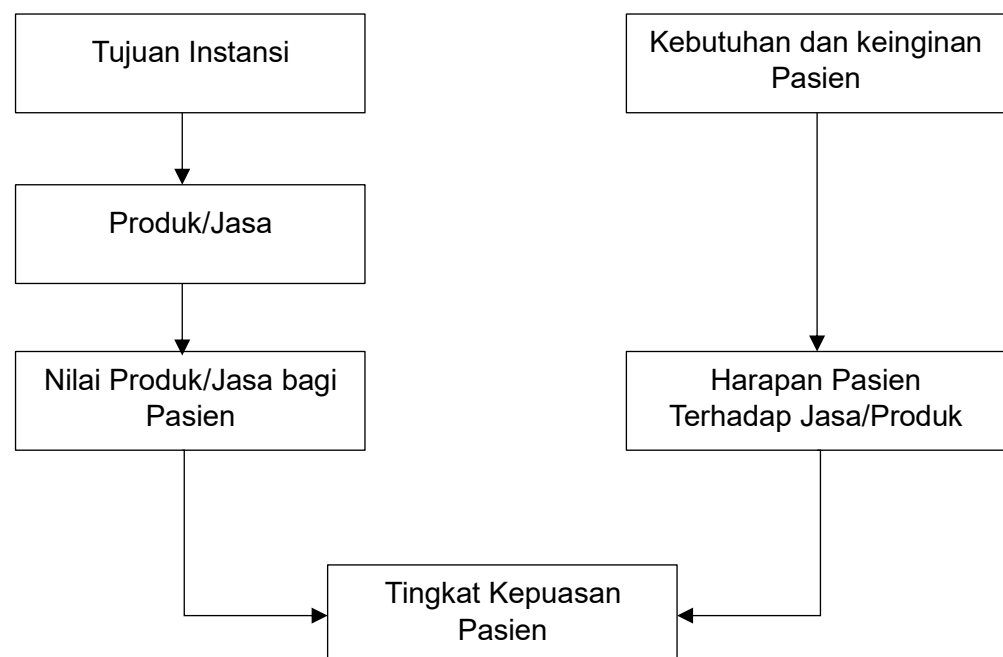 Tujuan Instansi
Kebutuhan dan keinginan
Pasien
Produk/Jasa
Nilai Produk/Jasa bagi
Pasien
Harapan Pasien
Terhadap Jasa/Produk
Tingkat Kepuasan
Pasien